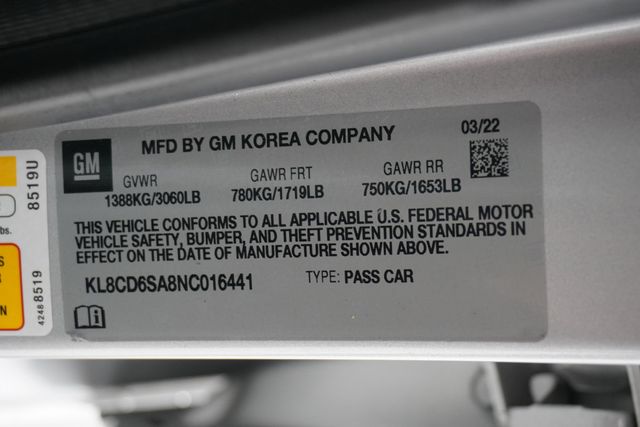 MFD BY GM KOREA COMPANY
03/22
GM
GVWR
GAWR FRT
GAWR RR
1388KG/3060LB
780KG/1719LB
750KG/1653LB
THIS VEHICLE CONFORMS TO ALL APPLICABLE U.S. FEDERAL MOTOR
VEHICLE SAFETY, BUMPER, AND THEFT PREVENTION STANDARDS IN
EFFECT ON THE DATE OF MANUFACTURE SHOWN ABOVE.
KL8CD6SA8NC016441
TYPE: PASS CAR
8519U
bs.
S
R
N
42488519